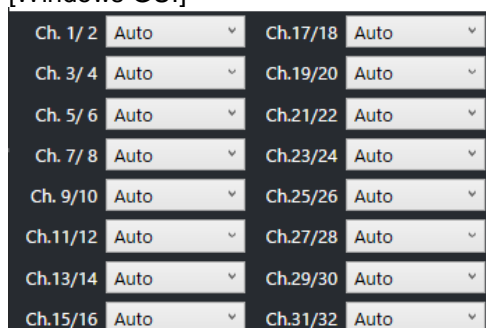 Ch. 1/ 2 Auto Ch.17/18 Auto
Ch. 3/ 4 Auto Ch.19/20 Auto
Ch. 5/ 6 Auto Ch.21/22 Auto
Ch. 7/ 8 Auto Ch.23/24 Auto
Ch. 9/10 Auto Ch.25/26 Auto
Ch.11/12 Auto Ch.27/28 Auto
Ch.13/14 Auto Ch.29/30 Auto
Ch.15/16 Auto Ch.31/32 Auto